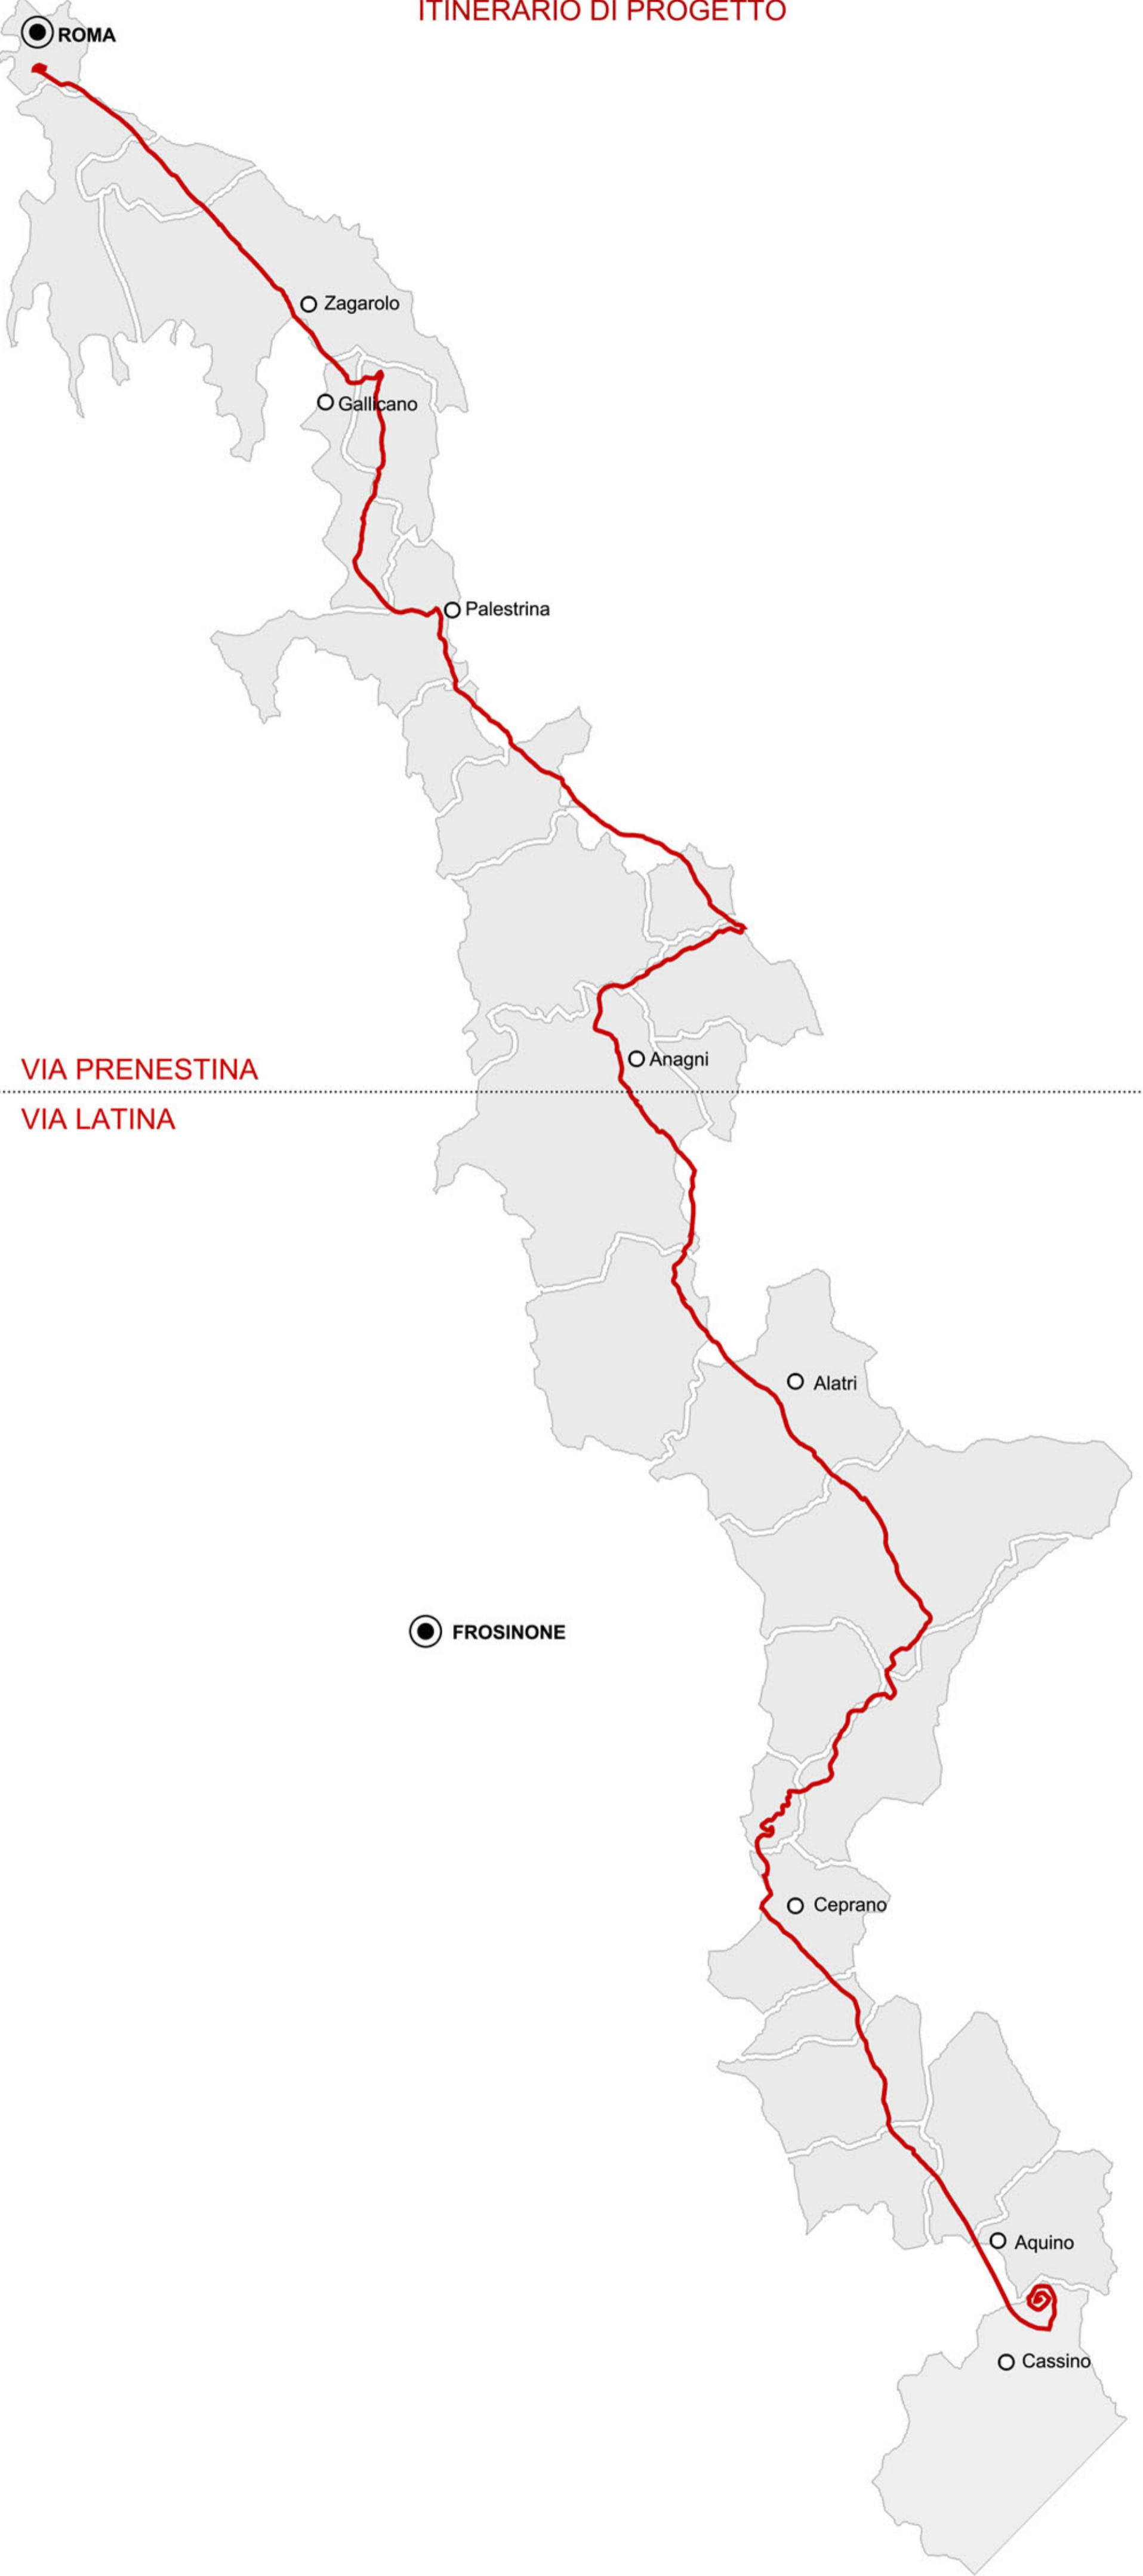 ITINERARIO DI PROGETTO
ROMA
Zagarolo
Gallicano
Palestrina
Anagni
VIA PRENESTINA
VIA LATINA
Alatri
FROSINONE
Ceprano
Aquino
Cassino